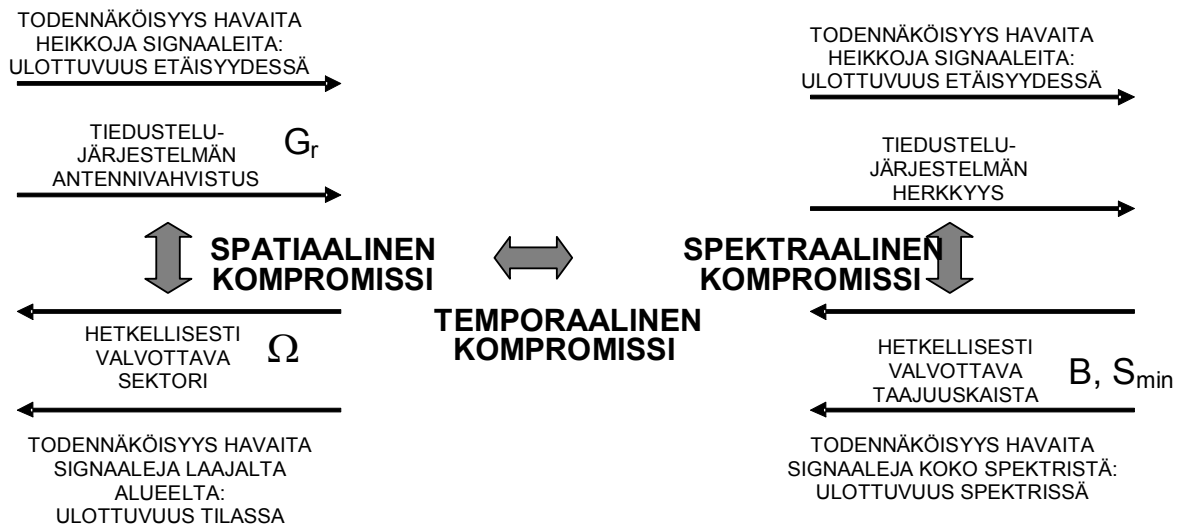 TODENNÄKÖISYYS HAVAITA
HEIKKOJA SIGNAALEITA:
ULOTTUVUUS ETÄISYYDESSÄ
TIEDUSTELU-
JÄRJESTELMÄN
ANTENNIVAHVISTUS
Gr
SPATIAALINEN
KOMPROMISSI
HETKELLISESTI
VALVOTTAVA
SEKTORI
Ω
TODENNÄKÖISYYS HAVAITA
SIGNAALEJA LAAJALTA
ALUEELTA:
ULOTTUVUUS TILASSA
TEMPORAALINEN
KOMPROMISSI
TODENNÄKÖISYYS HAVAITA
HEIKKOJA SIGNAALEITA:
ULOTTUVUUS ETÄISYYDESSÄ
TIEDUSTELU-
JÄRJESTELMÄN
HERKKYYS
SPEKTRAALINEN
KOMPROMISSI
HETKELLISESTI
VALVOTTAVA
TAAJUUSKAISTA
B, Smin
TODENNÄKÖISYYS HAVAITA
SIGNAALEJA KOKO SPEKTRISTÄ:
ULOTTUVUUS SPEKTRISSÄ